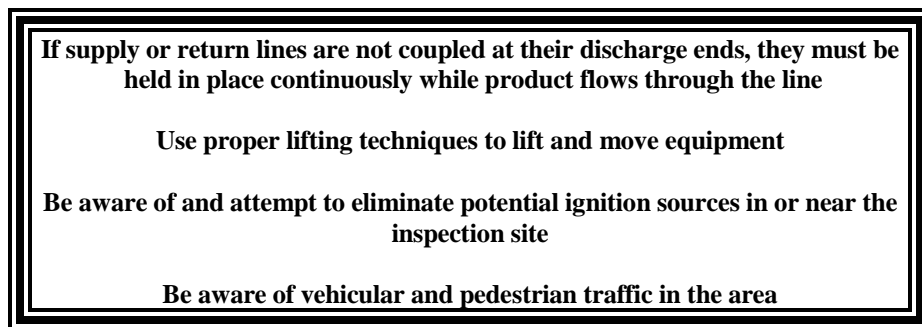 If supply or return lines are not coupled at their discharge ends, they must be
held in place continuously while product flows through the line
Use proper lifting techniques to lift and move equipment
Be aware of and attempt to eliminate potential ignition sources in or near the
inspection site
Be aware of vehicular and pedestrian traffic in the area